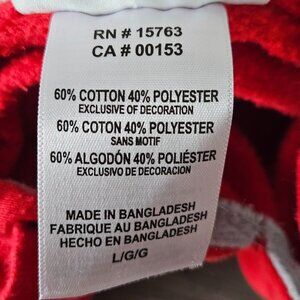 RN # 15763
CA # 00153
60% COTTON 40% POLYESTER
EXCLUSIVE OF DECORATION
60% COTON 40% POLYESTER
SANS MOTIF
60% ALGODÓN 40% POLIÉSTER
EXCLUSIVO DE DECORACION
MADE IN BANGLADESH
FABRIQUE AU BANGLADESH
HECHO EN BANGLADESH
L/G/G